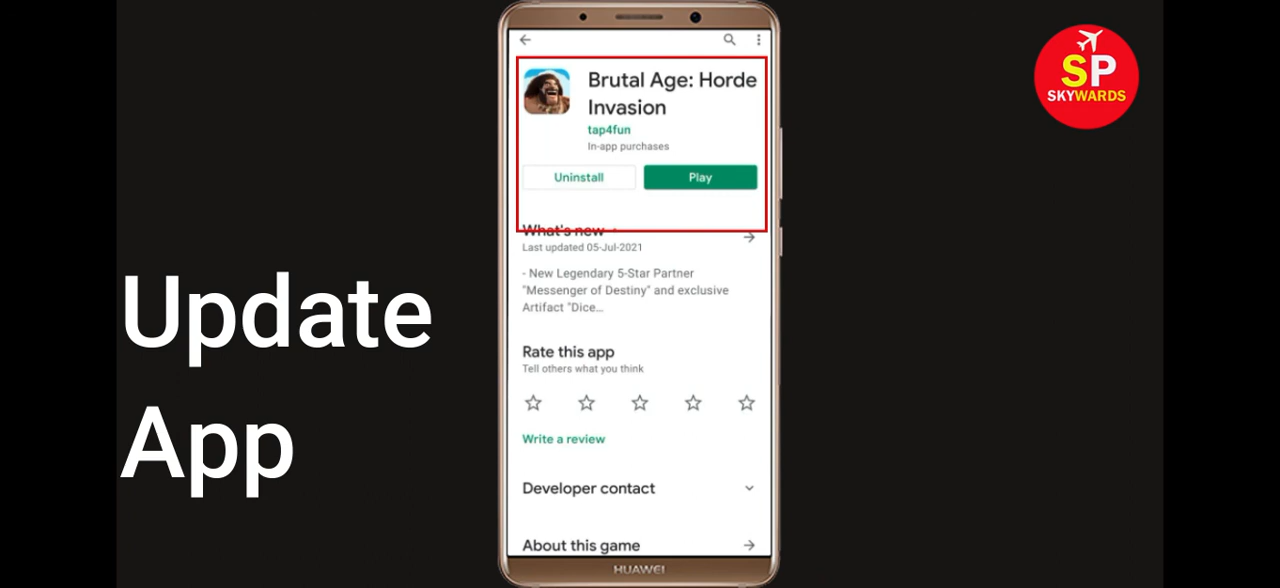 Update
App
Brutal Age: Horde
Invasion
tap4fun
In-app purchases
Uninstall
Play
What's new
Last updated 05-Jul-2021
- New Legendary 5-Star Partner
"Messenger of Destiny" and exclusive
Artifact "Dice...
Rate this app
Tell others what you think
Write a review
Developer contact
About this game
HUAWEI
SP
SKYWARDS